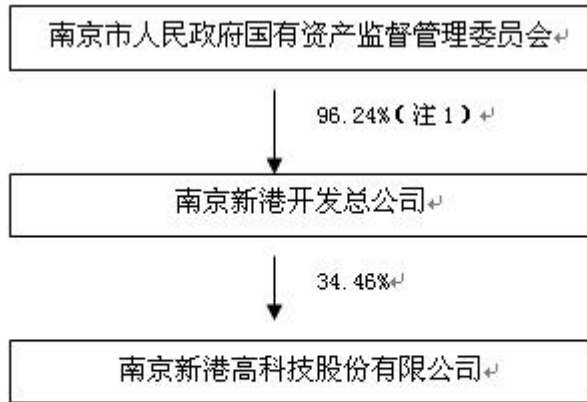 南京市人民政府国有资产监督管理委员会↵
96.24%(注1)↵
南京新港开发总公司↵
34.46%↵
南京新港高科技股份有限公司↵